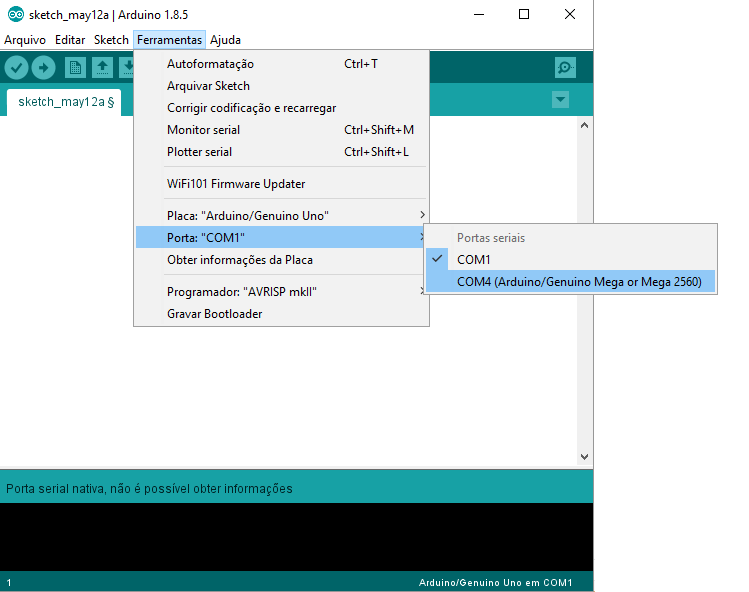 sketch_may12a | Arduino 1.8.5
Arquivo Editar Sketch Ferramentas Ajuda
sketch_may12a §
Autoformatação Ctrl+T
Arquivar Sketch
Corrigir codificação e recarregar
Monitor serial Ctrl+Shift+M
Plotter serial Ctrl+Shift+L
WiFi101 Firmware Updater
Placa: "Arduino/Genuino Uno"
Porta: "COM1"
Obter informações da Placa
Programador: "AVRISP mkII"
Gravar Bootloader
Portas seriais
COM1
COM4 (Arduino/Genuino Mega or Mega 2560)
Porta serial nativa, não é possível obter informações
1 Arduino/Genuino Uno em COM1